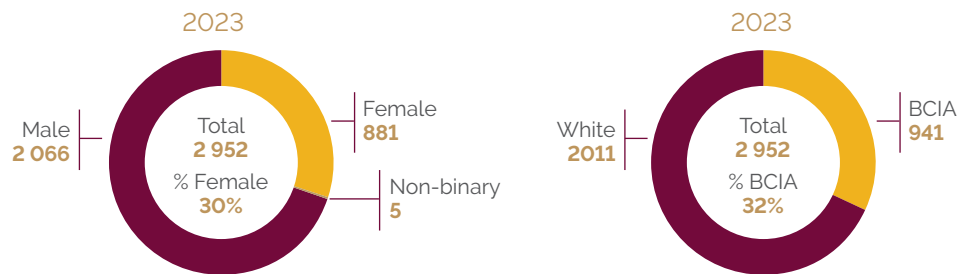 2023
Male
2 066
Total
2 952
% Female
30%
Female
881
Non-binary
5
2023
White
2011
Total
2 952
% BCIA
32%
BCIA
941